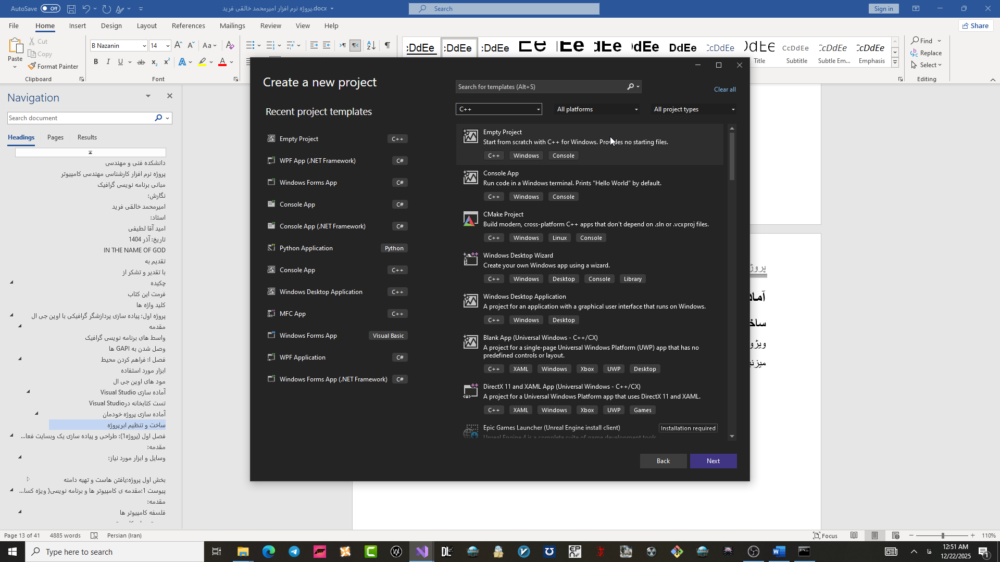 AutoSave Off
پروژه نرم افزار امیرمحمد خالقی فرید.docx
Search
Sign in
File Home Insert Design Layout References Mailings Review View Help
Share
Paste
Cut
Copy
Format Painter
Clipboard
B Nazanin 14
Aa
B I U ab x₂ x²
Font
Title
Subtitle
CcDdEe
Subtle Em...
Emphasis
Find
Replace
Select
Editing
Navigation
Search document
Headings Pages Results
دانشکده فنی و مهندسی
پروژه نرم افزار کارشناسی مهندسی کامپیوتر
مبانی برنامه نویسی گرافیک
نگارش:
امیرمحمد خالقی فرید
استاد:
امید آقا لطیفی
تاریخ: آذر 1404
IN THE NAME OF GOD
تقدیم به
با تقدیر و تشکر از
چکیده
فرمت این کتاب
کلید واژه ها
پروژه اول: پیاده سازی پردازشگر گرافیکی با اوپن جی ال
مقدمه
واسط های برنامه نویسی گرافیک
وصل شدن به GAPI ها
فصل ا: فراهم کردن محیط
ابزار مورد استفاده
مود های اوپن جی ال
آماده سازی Visual Studio
تست کتابخانه درVisual Studio
آماده سازی پروژه خودمان
ساخت و تنظیم ابرپروژه
فصل اول (پروژه1): طراحی و پیاده سازی یک وبسایت فعا...
مقدمه:
وسایل و ابزار مورد نیاز:
بخش اول پروژه:یافتن هاست و تهیه دامنه
پیوست 1:مقدمه ی کامپیوتر ها و برنامه نویسی( ویژه کسا...
مقدمه:
فلسفه کامپیوتر ها
Create a new project
Search for templates (Alt+S)
Clear all
C++ All platforms All project types
Recent project templates
Empty Project C++
WPF App (.NET Framework) C#
Windows Forms App C#
Console App C#
Console App (.NET Framework) C#
Python Application Python
Console App C++
Windows Desktop Application C++
MFC App C++
Windows Forms App Visual Basic
WPF Application C#
Windows Forms App (.NET Framework) C#
Empty Project
Start from scratch with C++ for Windows. Provides no starting files.
C++ Windows Console
Console App
Run code in a Windows terminal. Prints "Hello World" by default.
C++ Windows Console
CMake Project
Build modern, cross-platform C++ apps that don't depend on .sln or .vcxproj files.
C++ Windows Linux Console
Windows Desktop Wizard
Create your own Windows app using a wizard.
C++ Windows Desktop Console Library
Windows Desktop Application
A project for an application with a graphical user interface that runs on Windows.
C++ Windows Desktop
Blank App (Universal Windows - C++/CX)
A project for a single-page Universal Windows Platform (UWP) app that has no
predefined controls or layout.
C++ XAML Windows Xbox UWP Desktop
DirectX 11 and XAML App (Universal Windows - C++/CX)
A project for a Universal Windows Platform app that uses DirectX 11 and XAML.
C++ XAML Windows Xbox UWP Games
Epic Games Launcher (Unreal Engine install client) Installation required
Unreal Engine 4 is a complete suite of game development tools
Back Next
Page 13 of 41 4885 words Persian (Iran)
Focus 110%
Type here to search
فا
12:51 AM
12/22/2025
1